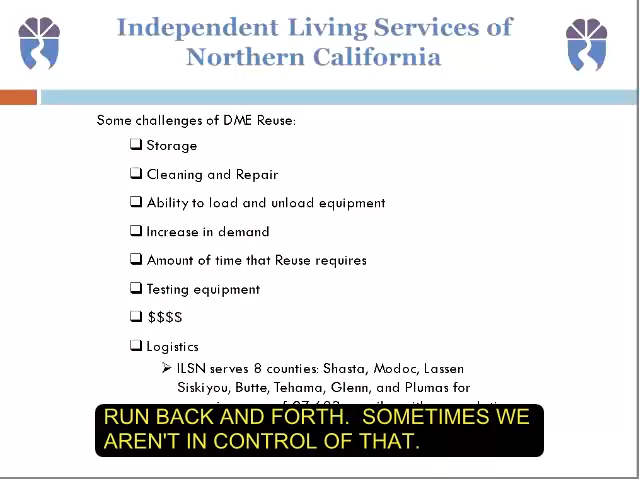 Independent Living Services of
Northern California
Some challenges of DME Reuse:
Storage
Cleaning and Repair
Ability to load and unload equipment
Increase in demand
Amount of time that Reuse requires
Testing equipment
$$$$
Logistics
ILSN serves 8 counties: Shasta, Modoc, Lassen
Siskiyou, Butte, Tehama, Glenn, and Plumas for
RUN BACK AND FORTH. SOMETIMES WE
AREN'T IN CONTROL OF THAT.